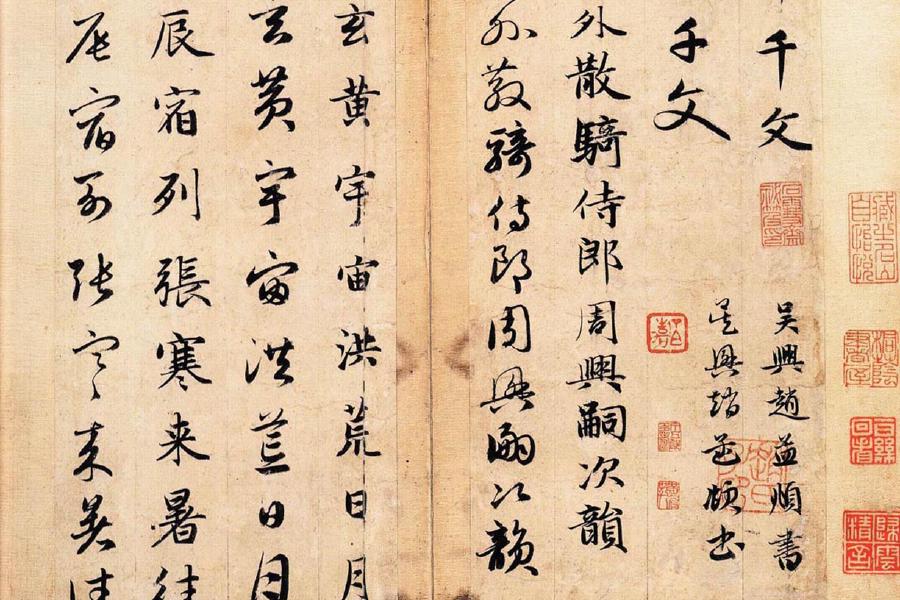 千文
吳興趙孟頫書
千文
吳興趙孟頫書
外散騎侍郎周興嗣次韻
外散騎侍郎周興嗣次韻
玄黃宇宙洪荒日月
玄黃宇宙洪荒日月
辰宿列張寒来暑往
辰宿列張寒来暑往